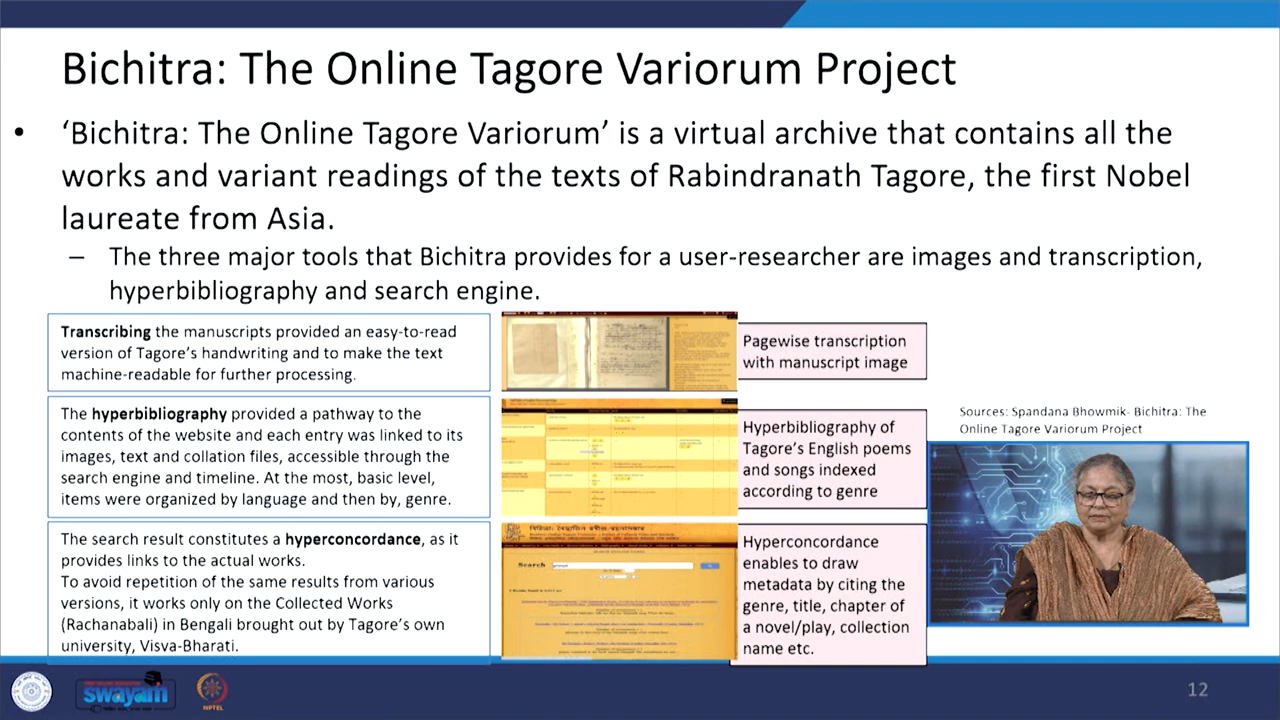 Bichitra: The Online Tagore Variorum Project
• ‘Bichitra: The Online Tagore Variorum’ is a virtual archive that contains all the
works and variant readings of the texts of Rabindranath Tagore, the first Nobel
laureate from Asia.
– The three major tools that Bichitra provides for a user-researcher are images and transcription,
hyperbibliography and search engine.
Transcribing the manuscripts provided an easy-to-read
version of Tagore’s handwriting and to make the text
machine-readable for further processing.
Pagewise transcription
with manuscript image
The hyperbibliography provided a pathway to the
contents of the website and each entry was linked to its
images, text and collation files, accessible through the
search engine and timeline. At the most, basic level,
items were organized by language and then by, genre.
Hyperbibliography of
Tagore’s English poems
and songs indexed
according to genre
The search result constitutes a hyperconcordance, as it
provides links to the actual works.
To avoid repetition of the same results from various
versions, it works only on the Collected Works
(Rachanabali) in Bengali brought out by Tagore’s own
university, Visva-Bharati.
Search
Hyperconcordance
enables to draw
metadata by citing the
genre, title, chapter of
a novel/play, collection
name etc.
Sources: Spandana Bhowmik- Bichitra: The
Online Tagore Variorum Project
swayam
NPTEL
12